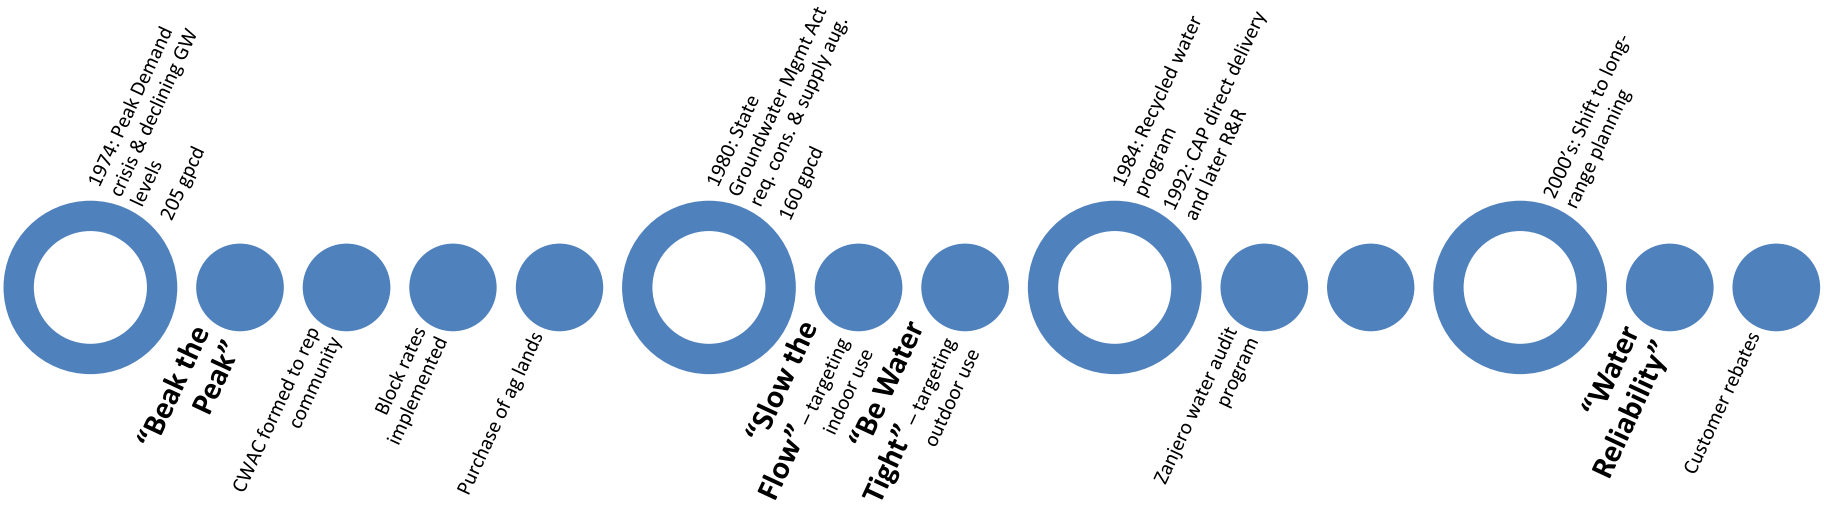 1974: Peak Demand
crisis & declining GW
levels
205 gpcd
“Beak the
Peak”
CWAC formed to rep
community
Block rates
implemented
Purchase of ag lands
1980: State
Groundwater Mgmt Act
req. cons. & supply aug.
160 gpcd
“Slow the
Flow” – targeting
indoor use
“Be Water
Tight” – targeting
outdoor use
1984: Recycled water
program
1992: CAP direct delivery
and later R&R
Zanjero water audit
program
2000’s: Shift to long-
range planning
“Water
Reliability”
Customer rebates